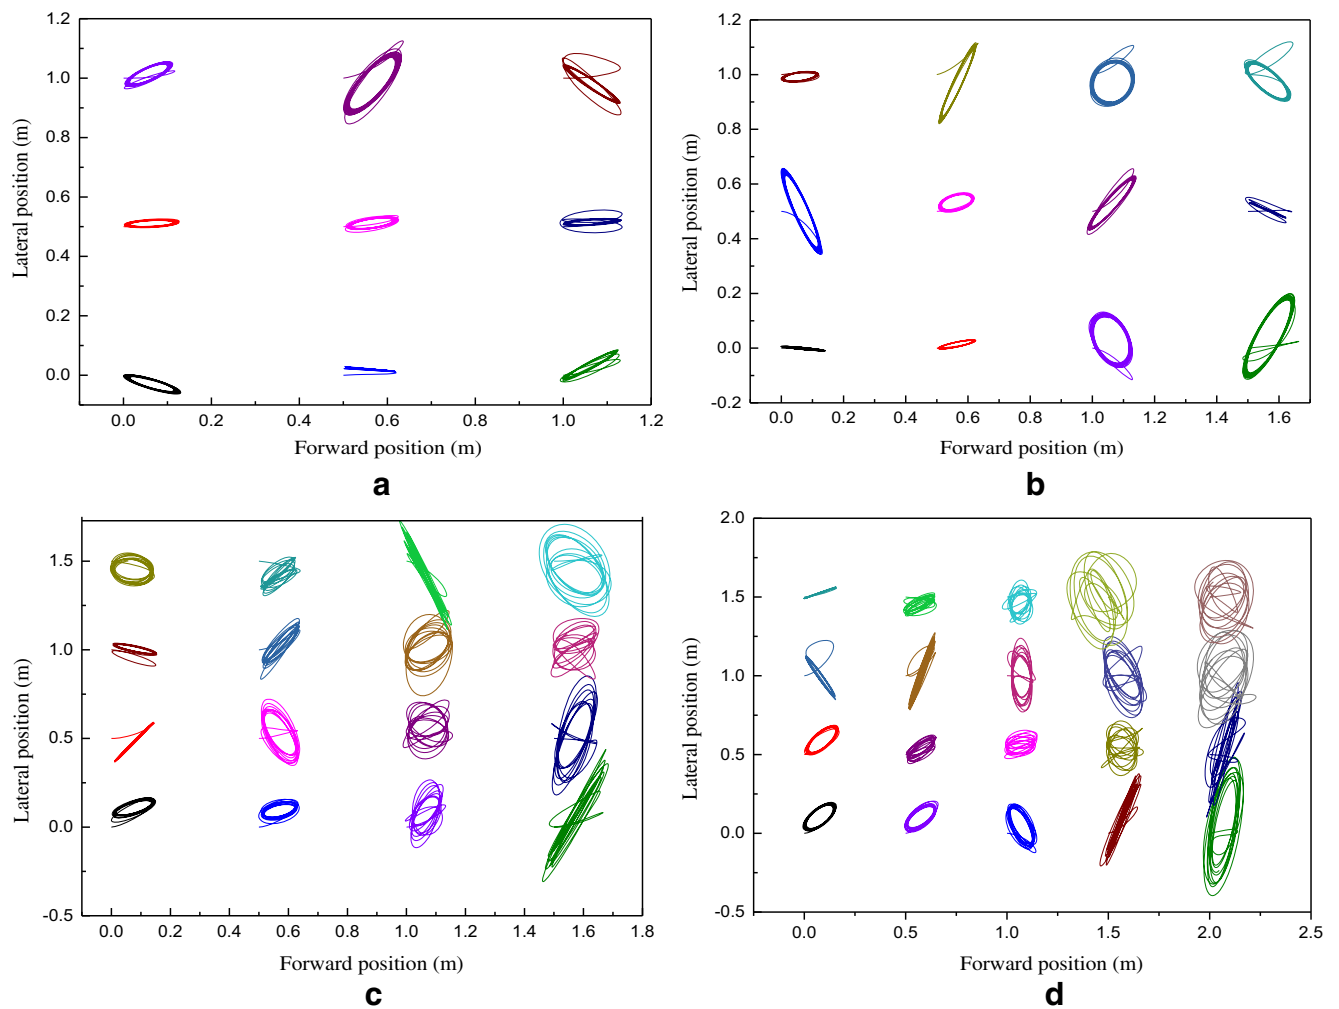 1.2
1.0
0.8
0.6
0.4
0.2
0.0
Lateral position (m)
0.0 0.2 0.4 0.6 0.8 1.0 1.2
Forward position (m)
a
1.2
1.0
0.8
0.6
0.4
0.2
0.0
-0.2
Lateral position (m)
0.0 0.2 0.4 0.6 0.8 1.0 1.2 1.4 1.6
Forward position (m)
b
1.5
1.0
0.5
0.0
-0.5
Lateral position (m)
0.0 0.2 0.4 0.6 0.8 1.0 1.2 1.4 1.6 1.8
Forward position (m)
c
2.0
1.5
1.0
0.5
0.0
-0.5
Lateral position (m)
0.0 0.5 1.0 1.5 2.0 2.5
Forward position (m)
d